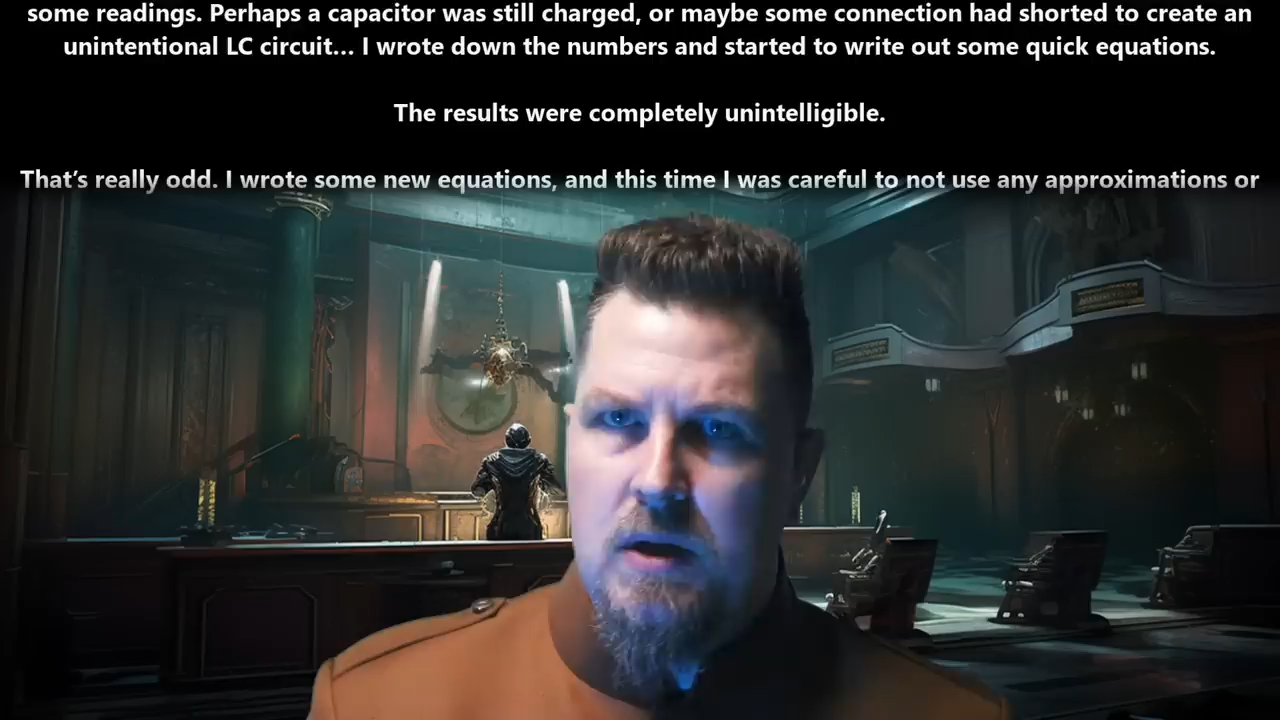 some readings. Perhaps a capacitor was still charged, or maybe some connection had shorted to create an
unintentional LC circuit... I wrote down the numbers and started to write out some quick equations.
The results were completely unintelligible.
That's really odd. I wrote some new equations, and this time I was careful to not use any approximations or